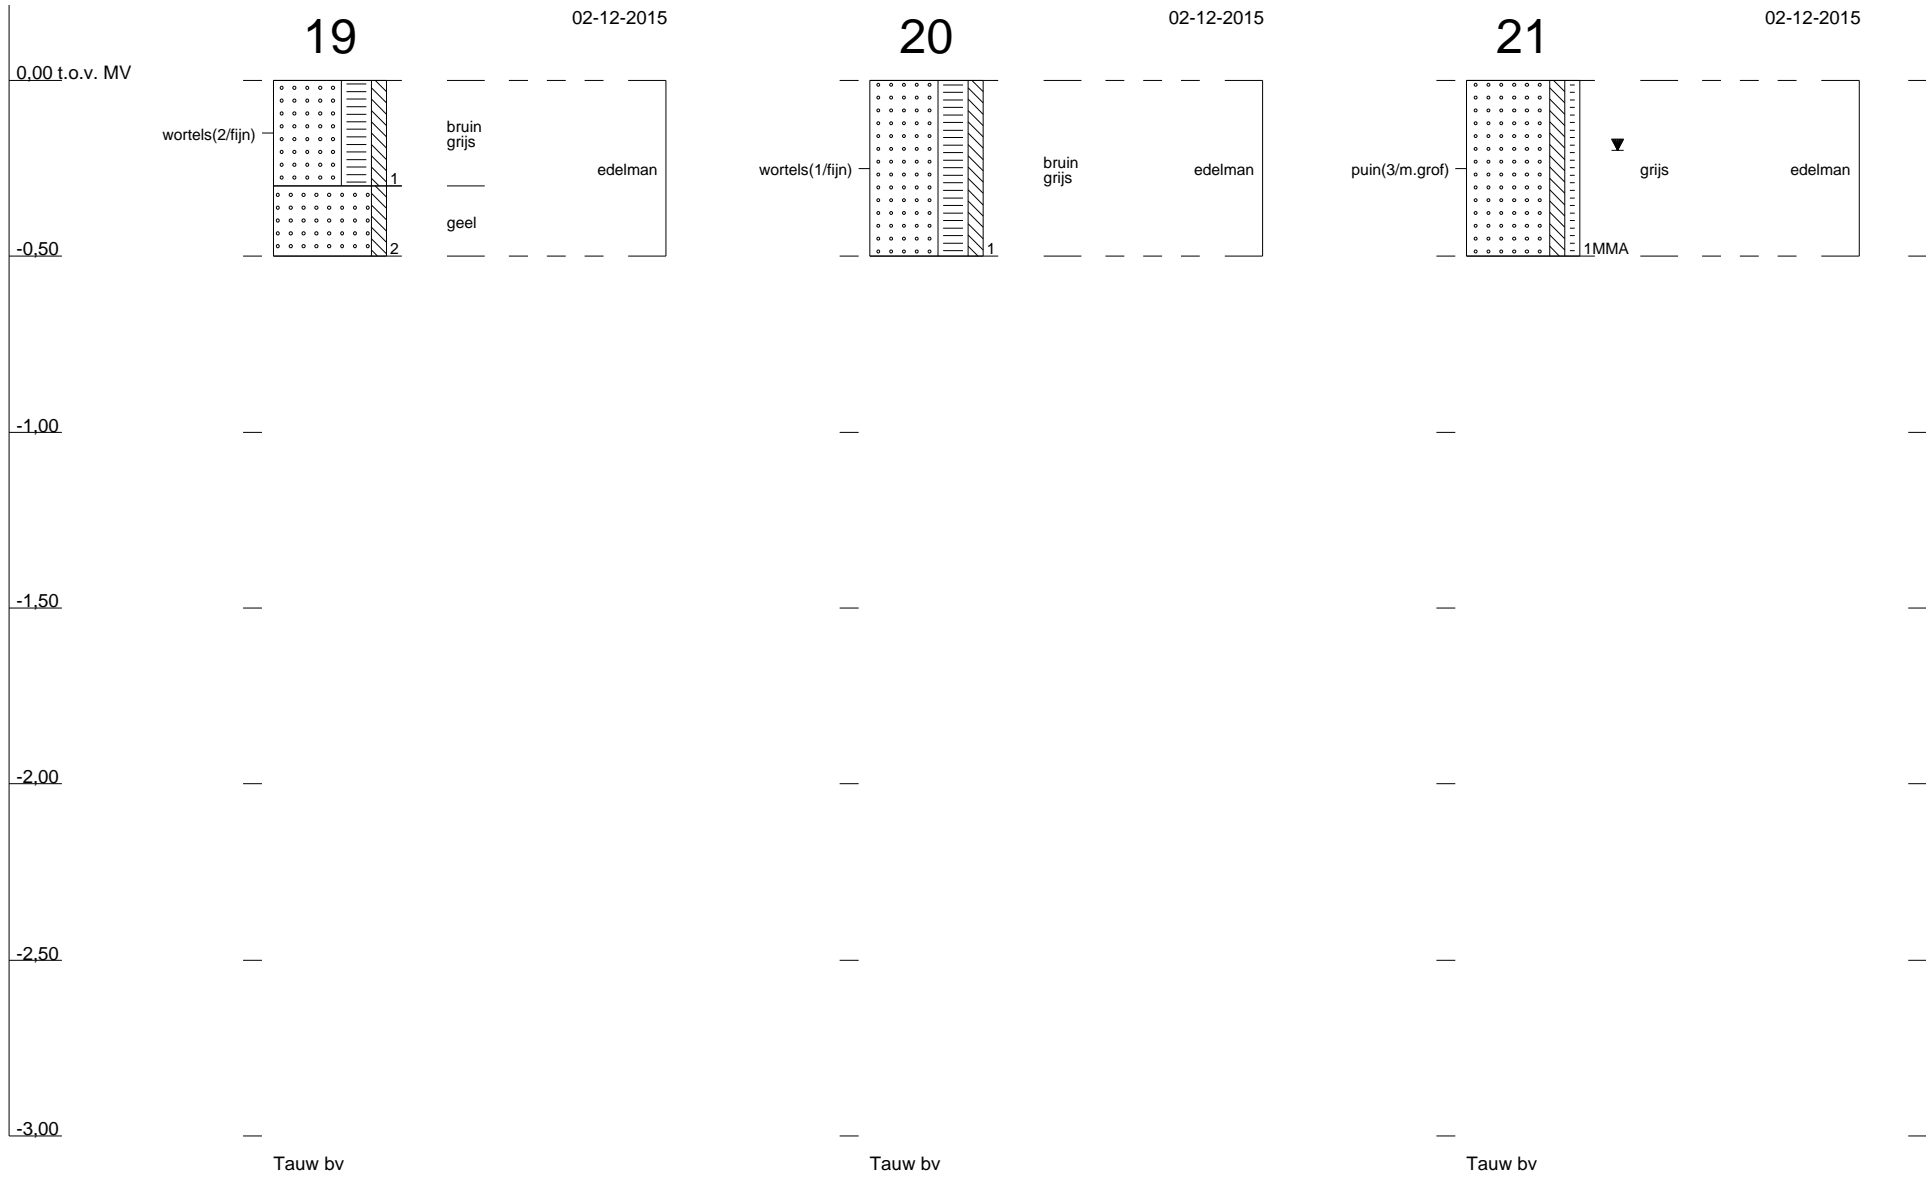 19
02-12-2015
20
02-12-2015
21
02-12-2015
0,00 t.o.v. MV
wortels(2/fijn)
bruin
grijs
edelman
1
geel
2
wortels(1/fijn)
bruin
grijs
edelman
1
puin(3/m.grof)
grijs
edelman
1MMA
-0,50
-1,00
-1,50
-2,00
-2,50
-3,00
Tauw bv
Tauw bv
Tauw bv